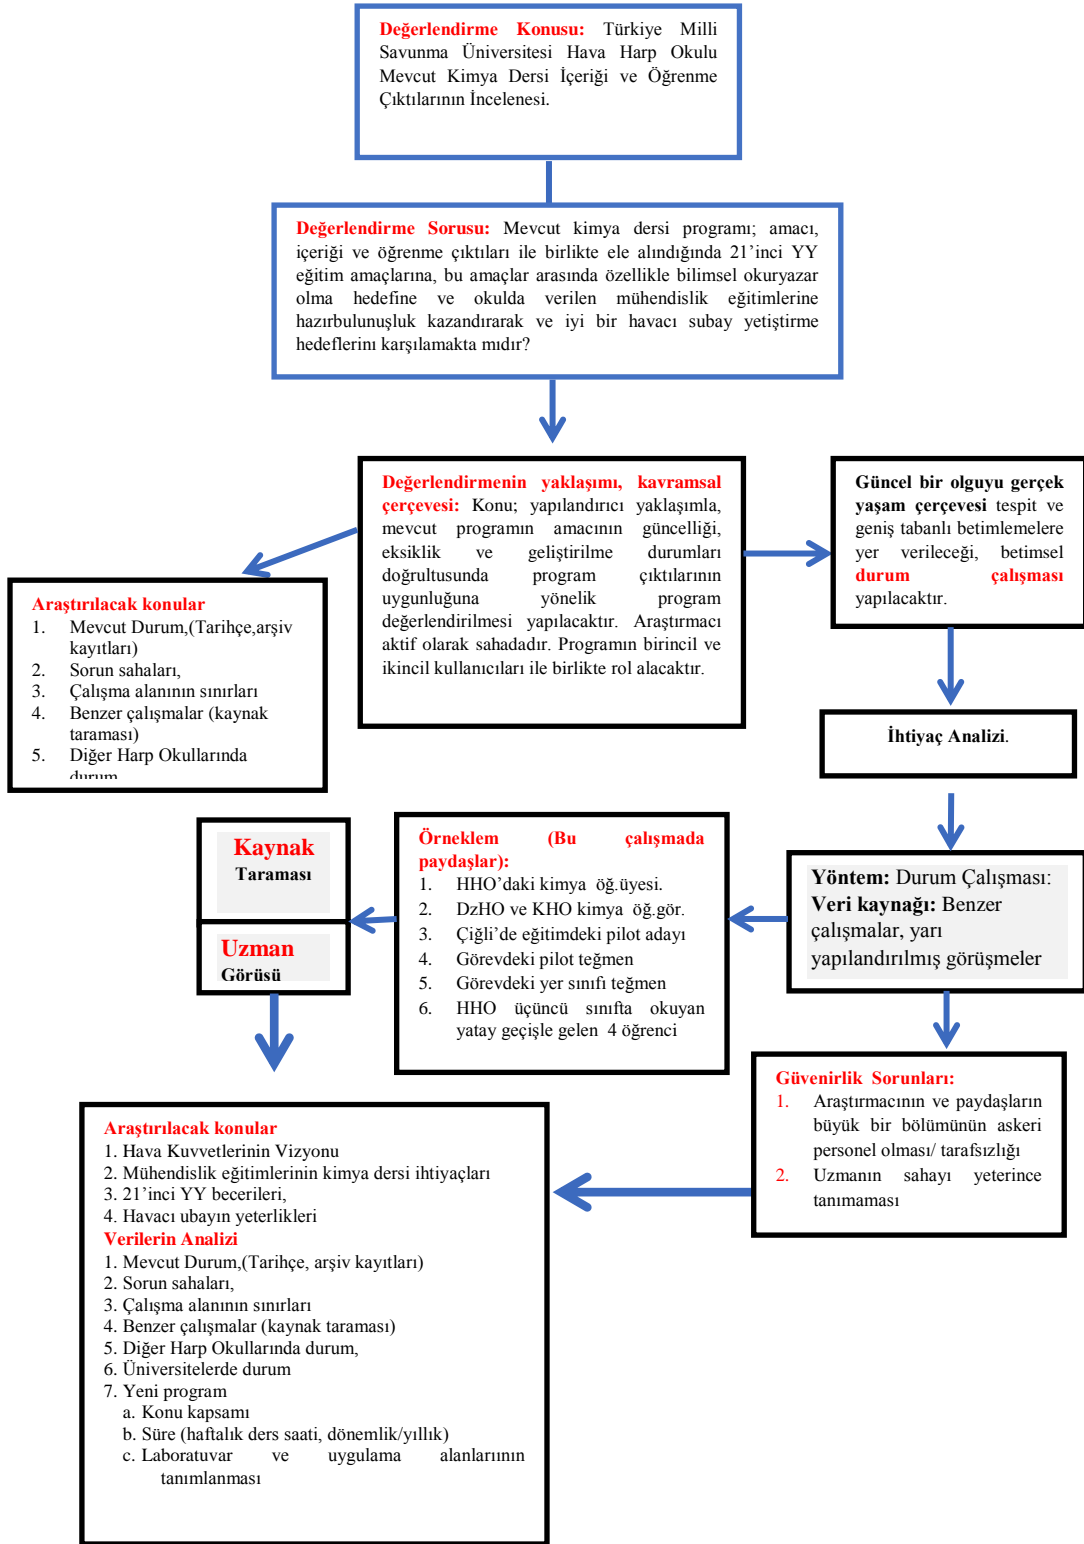 Değerlendirme Konusu: Türkiye Milli
Savunma Üniversitesi Hava Harp Okulu
Mevcut Kimya Dersi İçeriği ve Öğrenme
Çıktılarının İncelenesi.
Değerlendirme Sorusu: Mevcut kimya dersi programı; amacı,
içeriği ve öğrenme çıktıları ile birlikte ele alındığında 21’inci YY
eğitim amaçlarına, bu amaçlar arasında özellikle bilimsel okuryazar
olma hedefine ve okulda verilen mühendislik eğitimlerine
hazırbulunuşluk kazandırarak ve iyi bir havacı subay yetiştirme
hedeflerini karşılamakta mıdır?
Değerlendirmenin yaklaşımı, kavramsal
çerçevesi: Konu; yapılandırıcı yaklaşımla,
mevcut programın amacının güncelliği,
eksiklik ve geliştirilme durumları
doğrultusunda program çıktılarının
uygunluğuna yönelik program
değerlendirilmesi yapılacaktır. Araştırmacı
aktif olarak sahadadır. Programın birincil ve
ikincil kullanıcıları ile birlikte rol alacaktır.
Güncel bir olguyu gerçek
yaşam çerçevesi tespit ve
geniş tabanlı betimlemelere
yer verileceği, betimsel
durum çalışması
yapılacaktır.
Araştırılacak konular
1. Mevcut Durum,(Tarihçe,arşiv
kayıtları)
2. Sorun sahaları,
3. Çalışma alanının sınırları
4. Benzer çalışmalar (kaynak
taraması)
5. Diğer Harp Okullarında
durum
İhtiyaç Analizi.
Kaynak
Taraması
Uzman
Görüsü
Örneklem (Bu çalışmada
paydaşlar):
1. HHO’daki kimya öğ.üyesi.
2. DzHO ve KHO kimya öğ.gör.
3. Çiğli’de eğitimdeki pilot adayı
4. Görevdeki pilot teğmen
5. Görevdeki yer sınıfı teğmen
6. HHO üçüncü sınıfta okuyan
yatay geçişle gelen 4 öğrenci
Yöntem: Durum Çalışması:
Veri kaynağı: Benzer
çalışmalar, yarı
yapılandırılmış görüşmeler
Güvenirlik Sorunları:
1. Araştırmacının ve paydaşların
büyük bir bölümünün askeri
personel olması/ tarafsızlığı
2. Uzmanın sahayı yeterince
tanımaması
Araştırılacak konular
1. Hava Kuvvetlerinin Vizyonu
2. Mühendislik eğitimlerinin kimya dersi ihtiyaçları
3. 21’inci YY becerileri,
4. Havacı ubayın yeterlikleri
Verilerin Analizi
1. Mevcut Durum,(Tarihçe, arşiv kayıtları)
2. Sorun sahaları,
3. Çalışma alanının sınırları
4. Benzer çalışmalar (kaynak taraması)
5. Diğer Harp Okullarında durum,
6. Üniversitelerde durum
7. Yeni program
a. Konu kapsamı
b. Süre (haftalık ders saati, dönemlik/yıllık)
c. Laboratuvar ve uygulama alanlarıının
tanımlanması